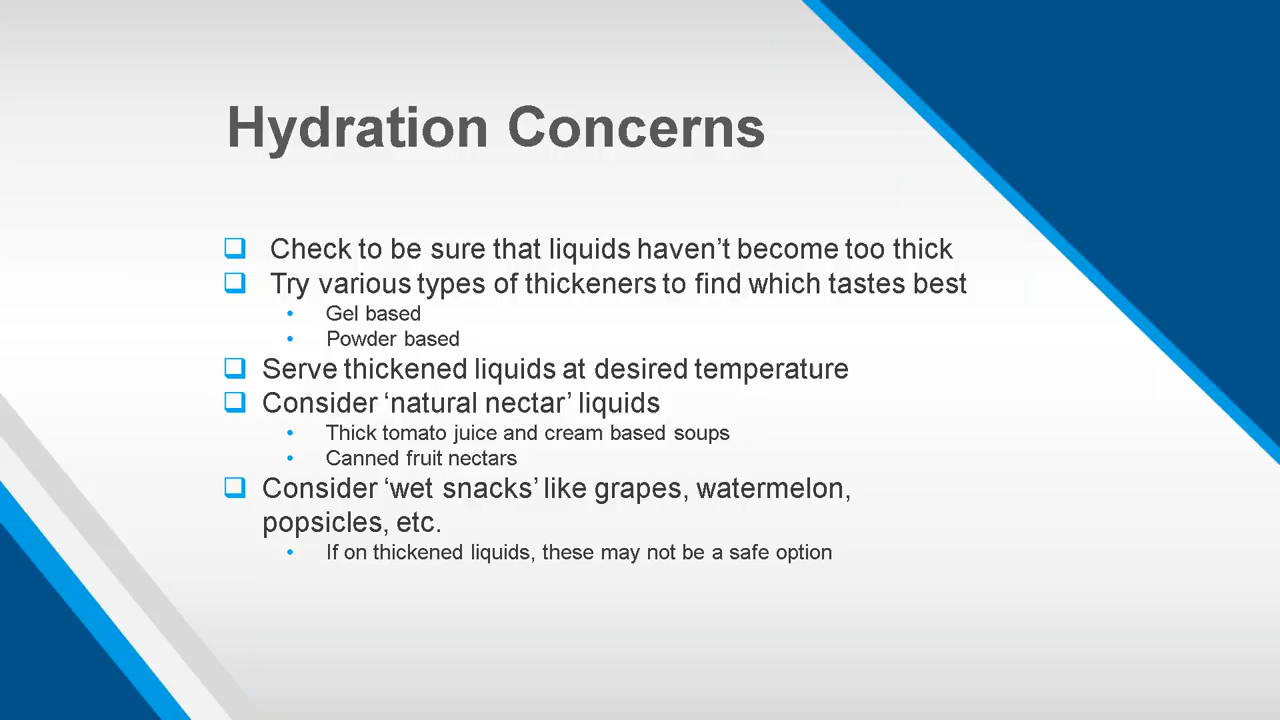 Hydration Concerns
❑ Check to be sure that liquids haven’t become too thick
❑ Try various types of thickeners to find which tastes best
• Gel based
• Powder based
❑ Serve thickened liquids at desired temperature
❑ Consider ‘natural nectar’ liquids
• Thick tomato juice and cream based soups
• Canned fruit nectars
❑ Consider ‘wet snacks’ like grapes, watermelon,
popsicles, etc.
• If on thickened liquids, these may not be a safe option